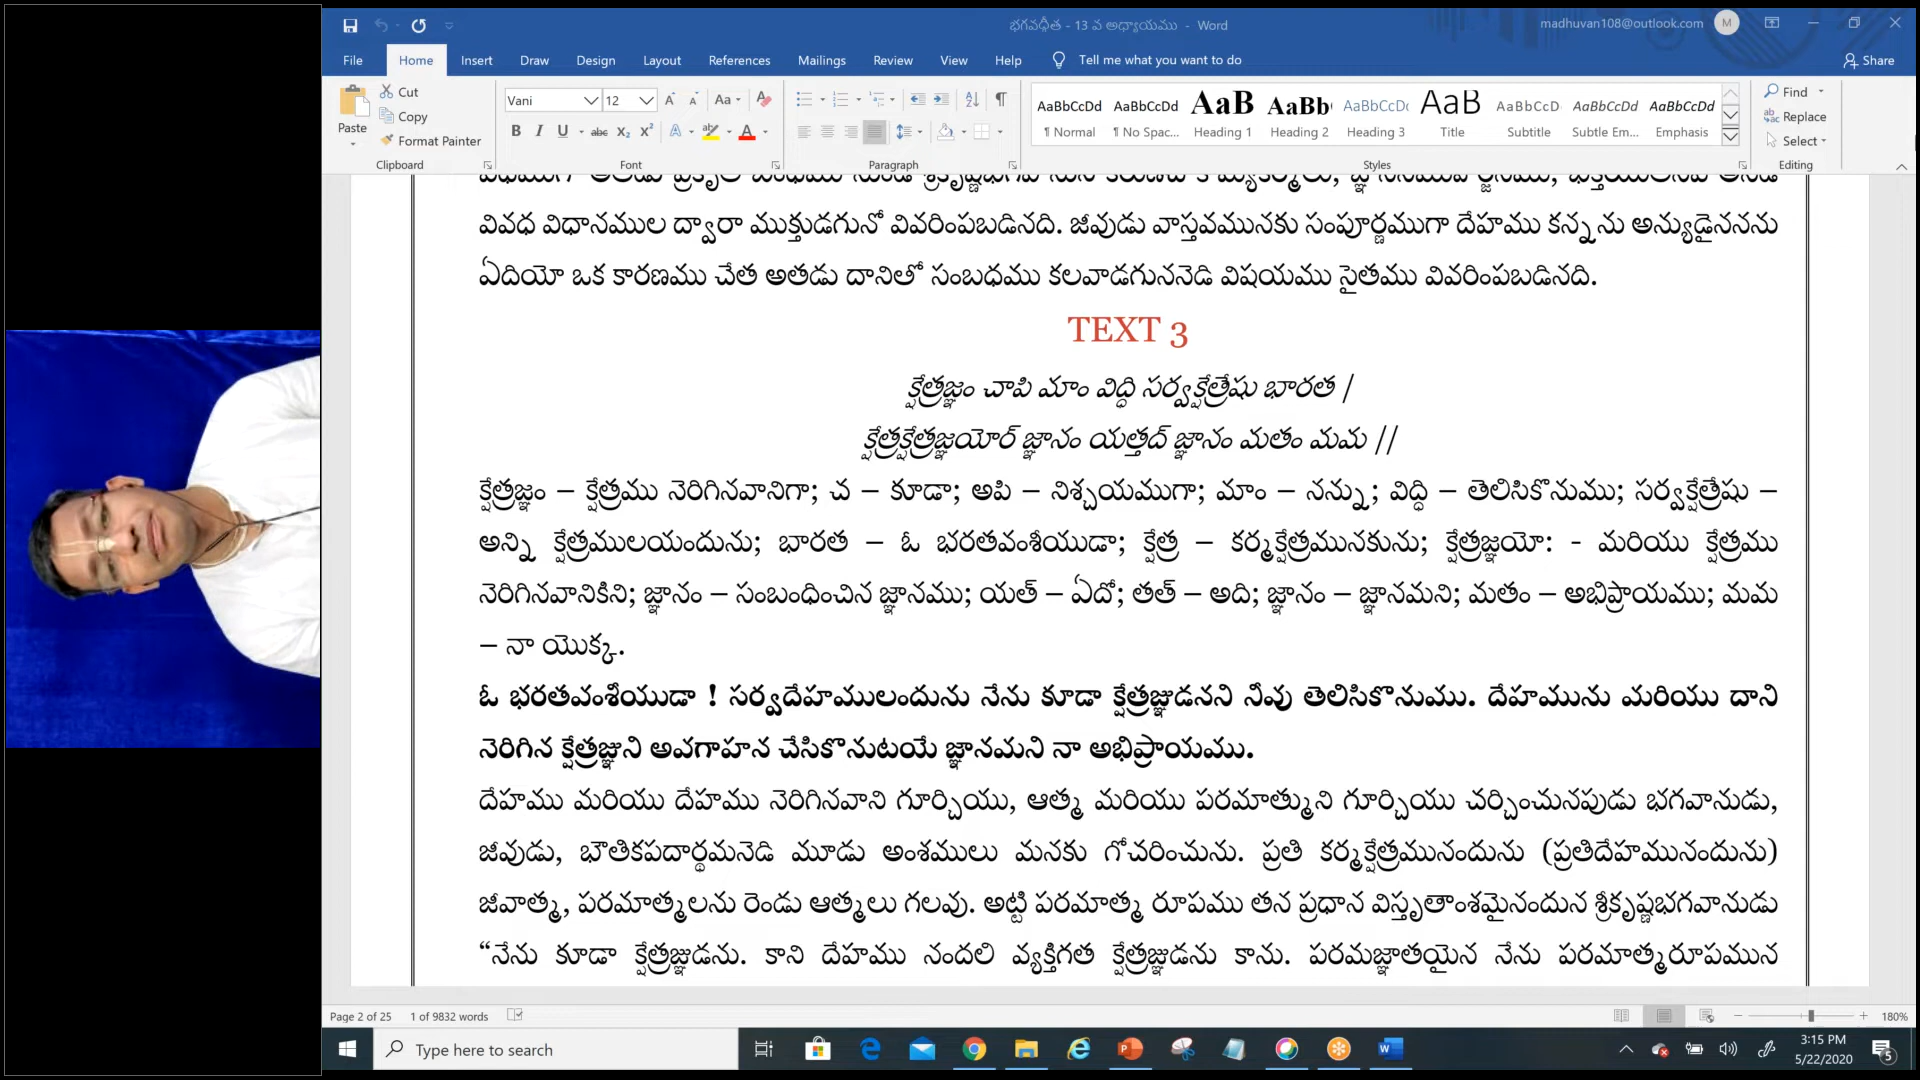 భగవద్గీత - 13 వ అధ్యాయము - Word
madhuvan108@outlook.com
M
File Home Insert Draw Design Layout References Mailings Review View Help Tell me what you want to do
Share
Paste
Cut
Copy
Format Painter
Clipboard
Vani 12
Font
Paragraph
AaBbCcDd AaBbCcDd AaB AaBb( AaBbCcDc AaB AaBbCcD AaBbCcDd AaBbCcDd
¶ Normal ¶ No Spac... Heading 1 Heading 2 Heading 3 Title Subtitle Subtle Em... Emphasis
Styles
Find
Replace
Select
Editing
వివధ విధానముల ద్వారా ముక్తుడగునో వివరింపబడినది. జీవుడు వాస్తవమునకు సంపూర్ణముగా దేహము కన్నను అన్యుడైననను
ఏదియో ఒక కారణము చేత అతడు దానితో సంబధము కలవాడగుననెడి విషయము సైతము వివరింపబడినది.
TEXT 3
క్షేత్రజ్ఞం చాపి మాం విద్ధి సర్వక్షేత్రేషు భారత |
క్షేత్రక్షేత్రజ్ఞయోర్ జ్ఞానం యత్తద్ జ్ఞానం మతం మమ //
క్షేత్రజ్ఞం – క్షేత్రము నెరిగినవానిగా; చ – కూడా; అపి – నిశ్చయముగా; మాం – నన్ను; విద్ధి – తెలిసికొనుము; సర్వక్షేత్రేషు –
అన్ని క్షేత్రములయందును; భారత – ఓ భరతవంశీయుడా; క్షేత్ర – కర్మక్షేత్రమునకును; క్షేత్రజ్ఞయో: - మరియు క్షేత్రము
నెరిగినవానికిని; జ్ఞానం – సంబంధించిన జ్ఞానము; యత్ – ఏదో; తత్ – అది; జ్ఞానం – జ్ఞానమని; మతం – అభిప్రాయము; మమ
– నా యొక్క.
ఓ భరతవంశీయుడా ! సర్వదేహములందును నేను కూడా క్షేత్రజ్ఞుడనని నీవు తెలిసికొనుము. దేహమును మరియు దాని
నెరిగిన క్షేత్రజ్ఞుని అవగాహన చేసికొనుటయే జ్ఞానమని నా అభిప్రాయము.
దేహము మరియు దేహము నెరిగినవాని గూర్చియు, ఆత్మ మరియు పరమాత్ముని గూర్చియు చర్చించునపుడు భగవానుడు,
జీవుడు, భౌతికపదార్థమనెడి మూడు అంశములు మనకు గోచరించును. ప్రతి కర్మక్షేత్రమునందును (ప్రతిదేహమునందును)
జీవాత్మ, పరమాత్మలను రెండు ఆత్మలు గలవు. అట్టి పరమాత్మ రూపము తన ప్రధాన విస్తృతాంశమైనందున శ్రీకృష్ణభగవానుడు
“నేను కూడా క్షేత్రజ్ఞుడను. కాని దేహము నందలి వ్యక్తిగత క్షేత్రజ్ఞుడను కాను. పరమజ్ఞాతయైన నేను పరమాత్మరూపమున
Page 2 of 25 1 of 9832 words
180%
Type here to search
3:15 PM
5/22/2020
5